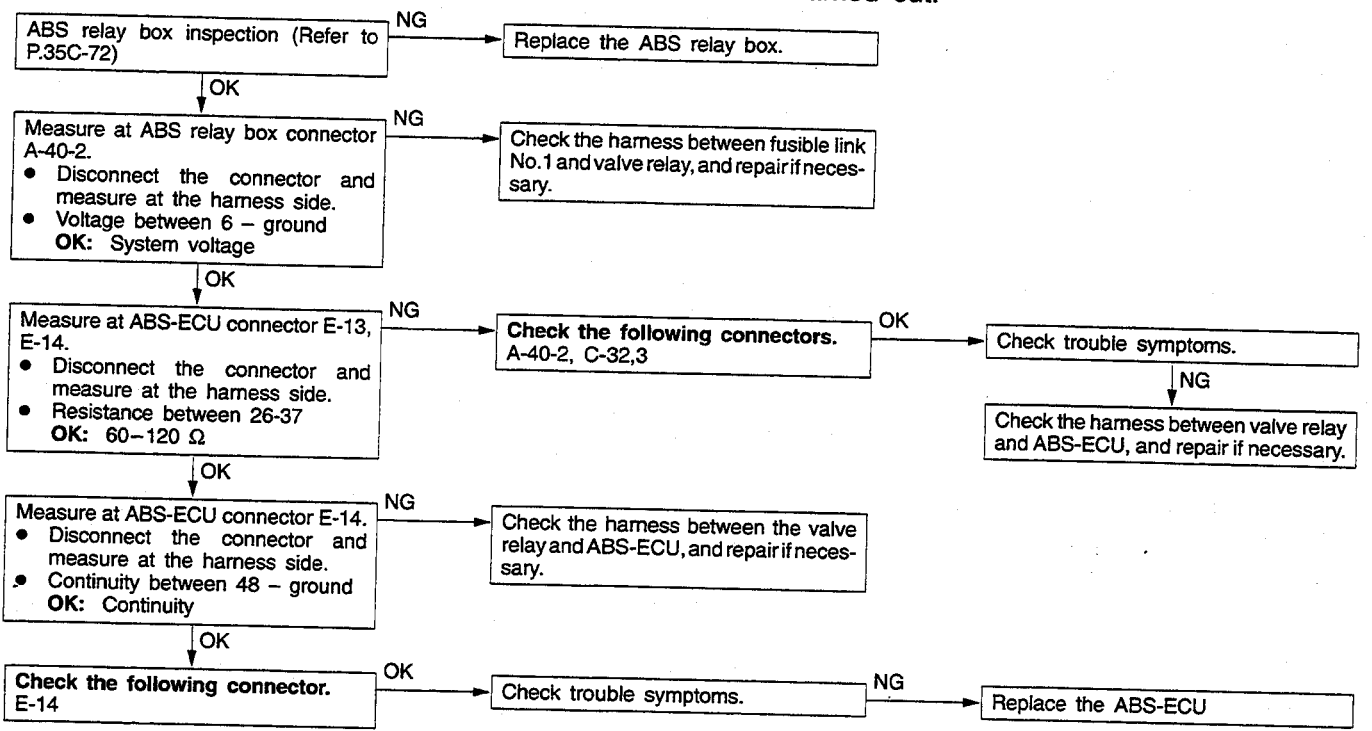 out.
ABS relay box inspection (Refer to
P.35C-72)
NG
Replace the ABS relay box.
OK
Measure at ABS relay box connector
A-40-2.
● Disconnect the connector and
measure at the harness side.
● Voltage between 6 – ground
OK: System voltage
NG
Check the harness between fusible link
No.1 and valve relay, and repair if neces-
sary.
OK
Measure at ABS-ECU connector E-13,
E-14.
● Disconnect the connector and
measure at the harness side.
● Resistance between 26-37
OK: 60–120 Ω
NG
Check the following connectors.
A-40-2, C-32,3
OK
Check trouble symptoms.
NG
Check the harness between valve relay
and ABS-ECU, and repair if necessary.
OK
Measure at ABS-ECU connector E-14.
● Disconnect the connector and
measure at the harness side.
● Continuity between 48 – ground
OK: Continuity
NG
Check the harness between the valve
relay and ABS-ECU, and repair if neces-
sary.
OK
Check the following connector.
E-14
OK
Check trouble symptoms.
NG
Replace the ABS-ECU